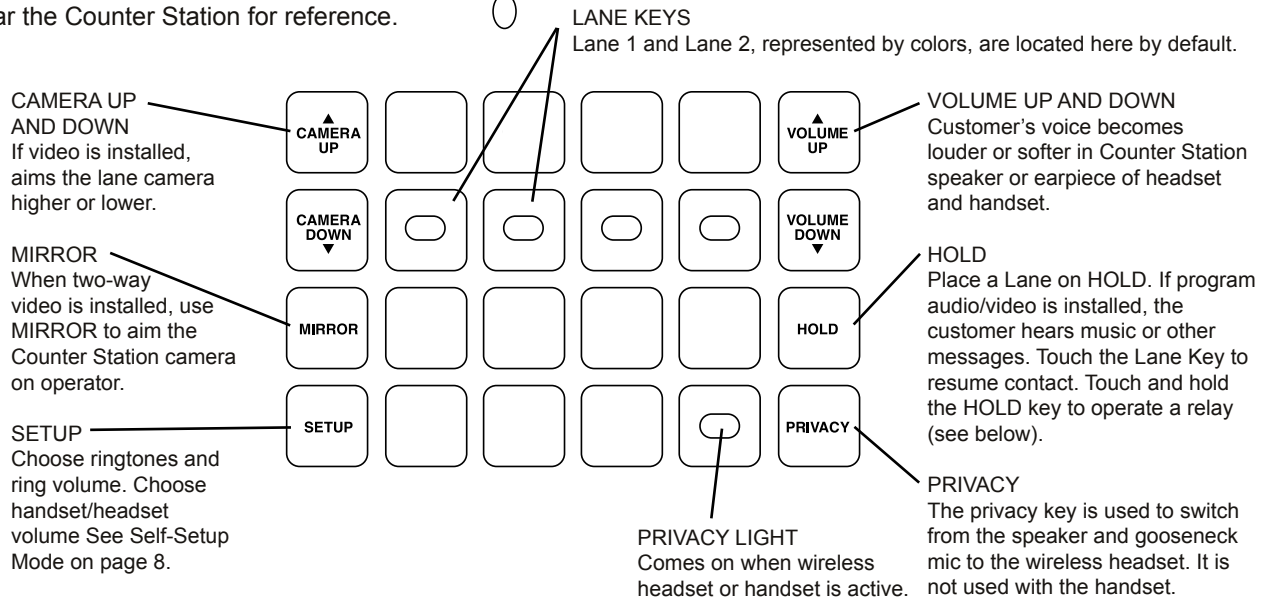 ar the Counter Station for reference.
LANE KEYS
Lane 1 and Lane 2, represented by colors, are located here by default.
CAMERA UP
AND DOWN
If video is installed,
aims the lane camera
higher or lower.
MIRROR
When two-way
video is installed, use
MIRROR to aim the
Counter Station camera
on operator.
SETUP
Choose ringtones and
ring volume. Choose
handset/headset
volume See Self-Setup
Mode on page 8.
CAMERA
UP
VOLUME
UP
CAMERA
DOWN
VOLUME
DOWN
MIRROR
HOLD
SETUP
PRIVACY
PRIVACY LIGHT
Comes on when wireless
headset or handset is active.
VOLUME UP AND DOWN
Customer’s voice becomes
louder or softer in Counter Station
speaker or earpiece of headset
and handset.
HOLD
Place a Lane on HOLD. If program
audio/video is installed, the
customer hears music or other
messages. Touch the Lane Key to
resume contact. Touch and hold
the HOLD key to operate a relay
(see below).
PRIVACY
The privacy key is used to switch
from the speaker and gooseneck
mic to the wireless headset. It is
not used with the handset.